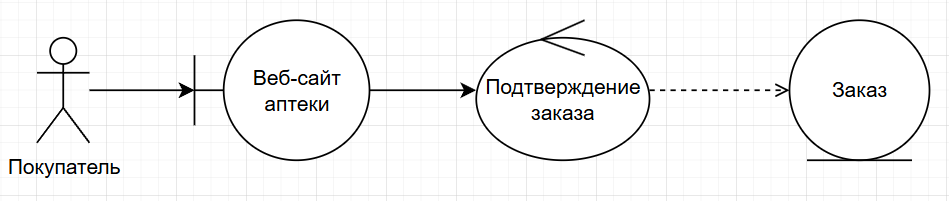 Веб-сайт
аптеки
Подтверждение
заказа
Заказ
Покупатель